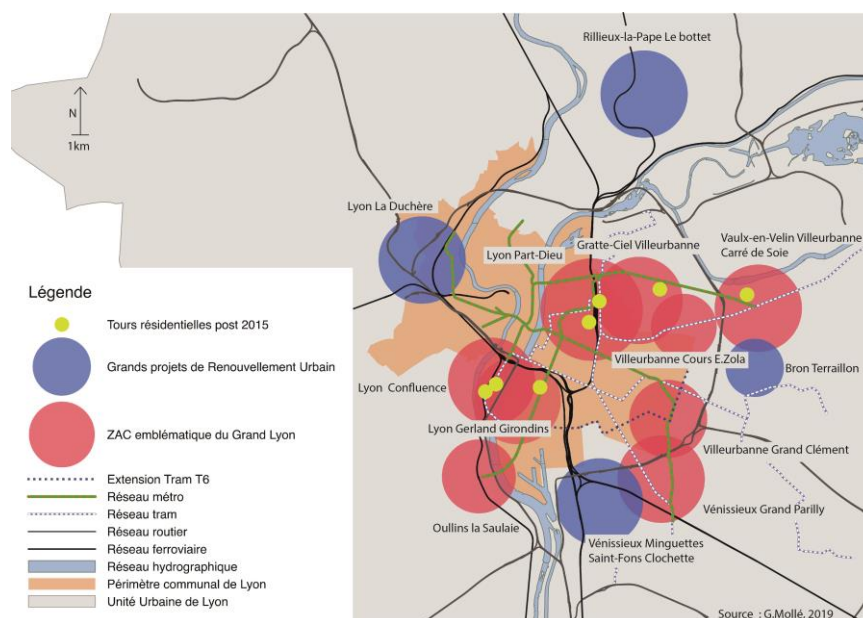 Rillieux-la-Pape Le bottet
N
1km
Lyon La Duchère
Lyon Part-Dieu
Gratte-Ciel Villeurbanne
Vaulx-en-Velin Villeurbanne
Carré de Soie
Légende
Tours résidentielles post 2015
Grands projets de Renouvellement Urbain
ZAC emblématique du Grand Lyon
Extension Tram T6
Réseau métro
Réseau tram
Réseau routier
Réseau ferroviaire
Réseau hydrographique
Périmètre communal de Lyon
Unité Urbaine de Lyon
Villeurbanne Cours E.Zola
Bron Terraillon
Lyon Confluence
Lyon Gerland Girondins
Villeurbanne Grand Clément
Vénissieux Grand Parilly
Oullins la Saulaie
Vénissieux Minguettes
Saint-Fons Clochette
Source : G.Mollé, 2019